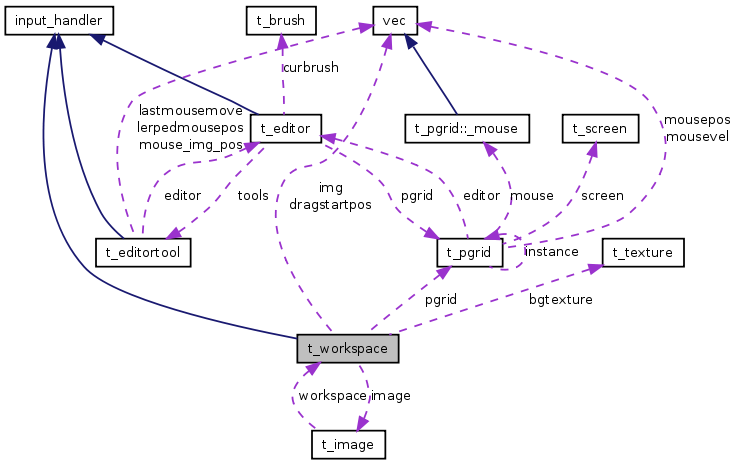 input_handler
t_brush
vec
curbrush
lastmousemove
lerpedmousepos
mouse_img_pos
t_editor
t_pgrid::_mouse
t_screen
mousepos
mousevel
editor
tools
img
dragstartpos
pgrid
editor
mouse
screen
t_editortool
t_pgrid
instance
t_texture
pgrid
bgtexture
t_workspace
workspace
image
t_image